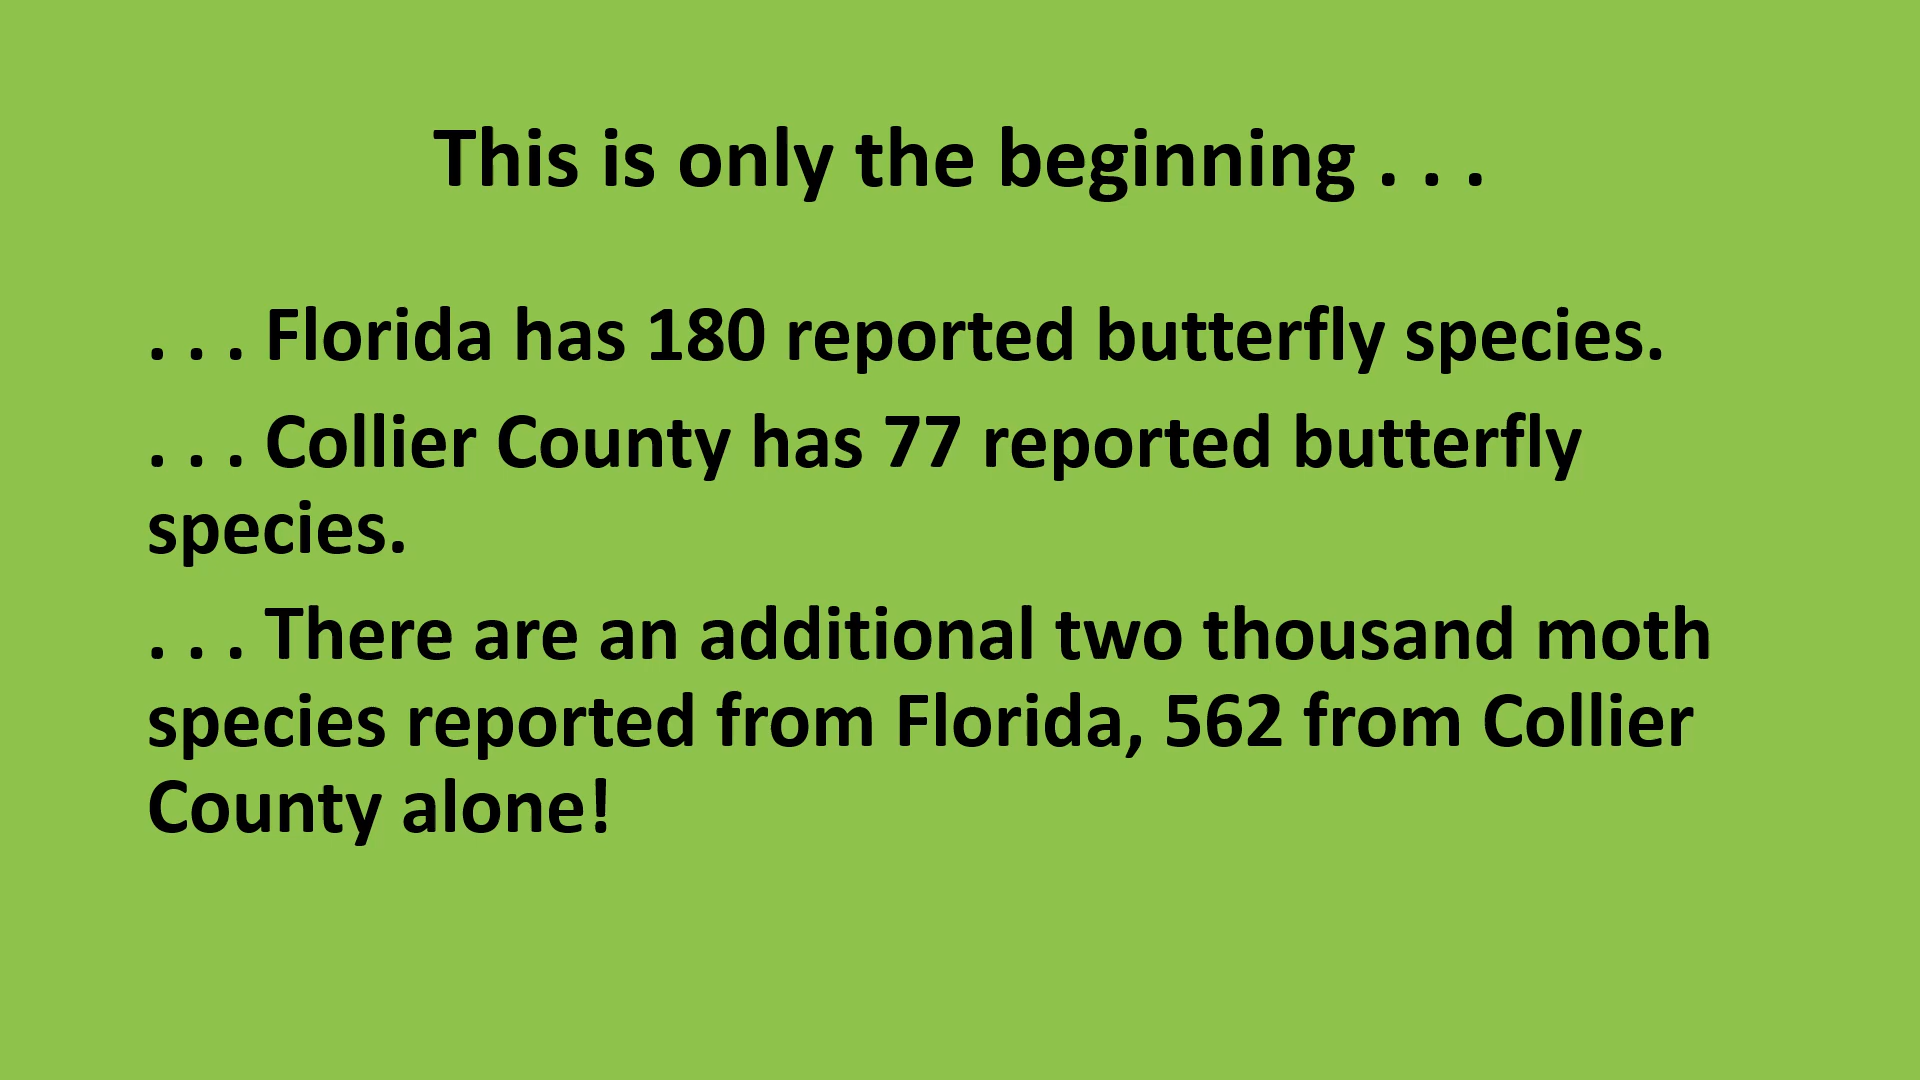 This is only the beginning . . .
. . . Florida has 180 reported butterfly species.
. . . Collier County has 77 reported butterfly
species.
. . . There are an additional two thousand moth
species reported from Florida, 562 from Collier
County alone!